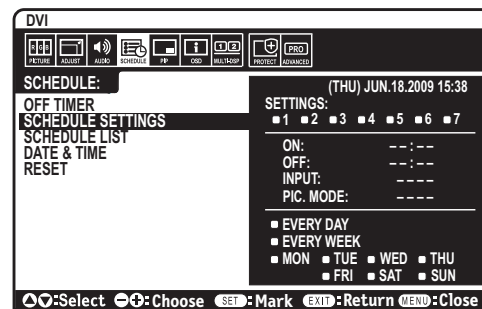 DVI
R G B 1 2 PRO
PICTURE ADJUST AUDIO SCHEDULE PIP OSD MULTI-DSP PROTECT ADVANCED
SCHEDULE:
OFF TIMER
SCHEDULE SETTINGS
SCHEDULE LIST
DATE & TIME
RESET
(THU) JUN.18.2009 15:38
SETTINGS:
1 2 3 4 5 6 7
ON: --:--
OFF: --:--
INPUT: ----
PIC. MODE: ----
EVERY DAY
EVERY WEEK
MON TUE WED THU
FRI SAT SUN
:Select :Choose SET:Mark EXIT:Return MENU:Close